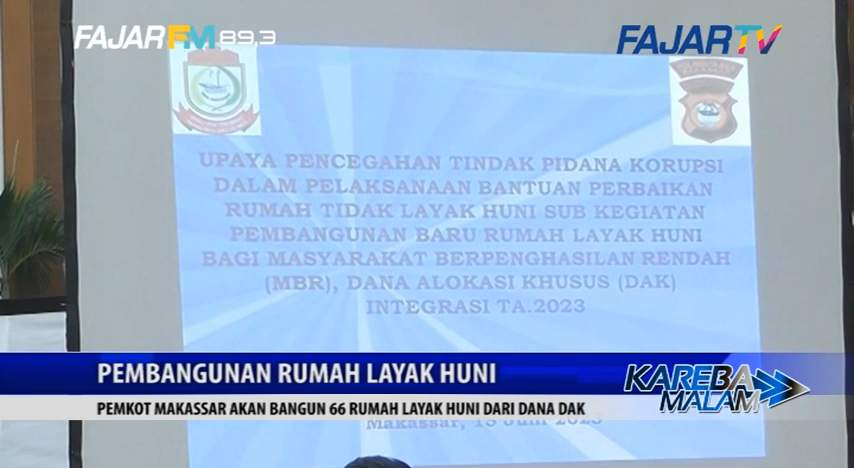 FAJAR FM 89,3
FAJAR TV
UPAYA PENCEGAHAN TINDAK PIDANA KORUPSI
DALAM PELAKSANAAN BANTUAN PERBAIKAN
RUMAH TIDAK LAYAK HUNI SUB KEGIATAN
PEMBANGUNAN BARU RUMAH LAYAK HUNI
BAGI MASYARAKAT BERPENGHASILAN RENDAH
(MBR), DANA ALOKASI KHUSUS (DAK)
INTEGRASI TA.2023
PEMBANGUNAN RUMAH LAYAK HUNI
PEMKOT MAKASSAR AKAN BANGUN 66 RUMAH LAYAK HUNI DARI DANA DAK
KAREBA
MALAM
Makassar,